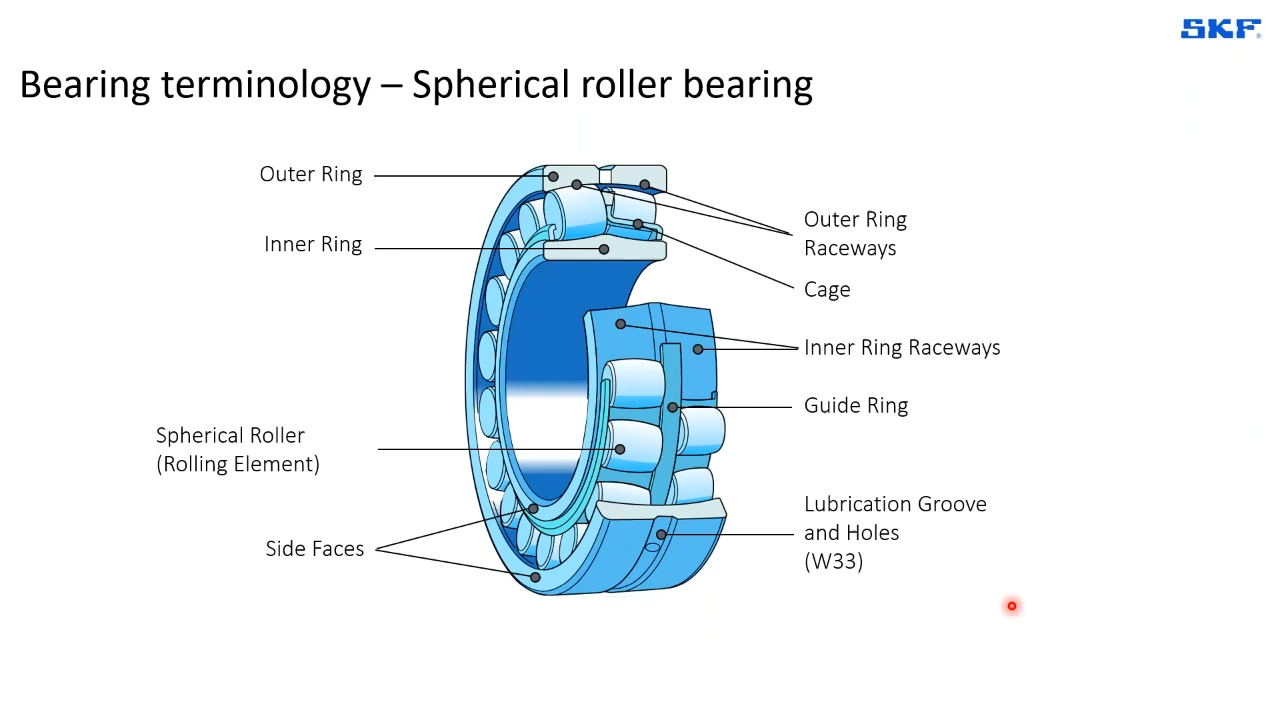 SKF®
Bearing terminology – Spherical roller bearing
Outer Ring
Inner Ring
Spherical Roller
(Rolling Element)
Side Faces
Outer Ring
Raceways
Cage
Inner Ring Raceways
Guide Ring
Lubrication Groove
and Holes
(W33)